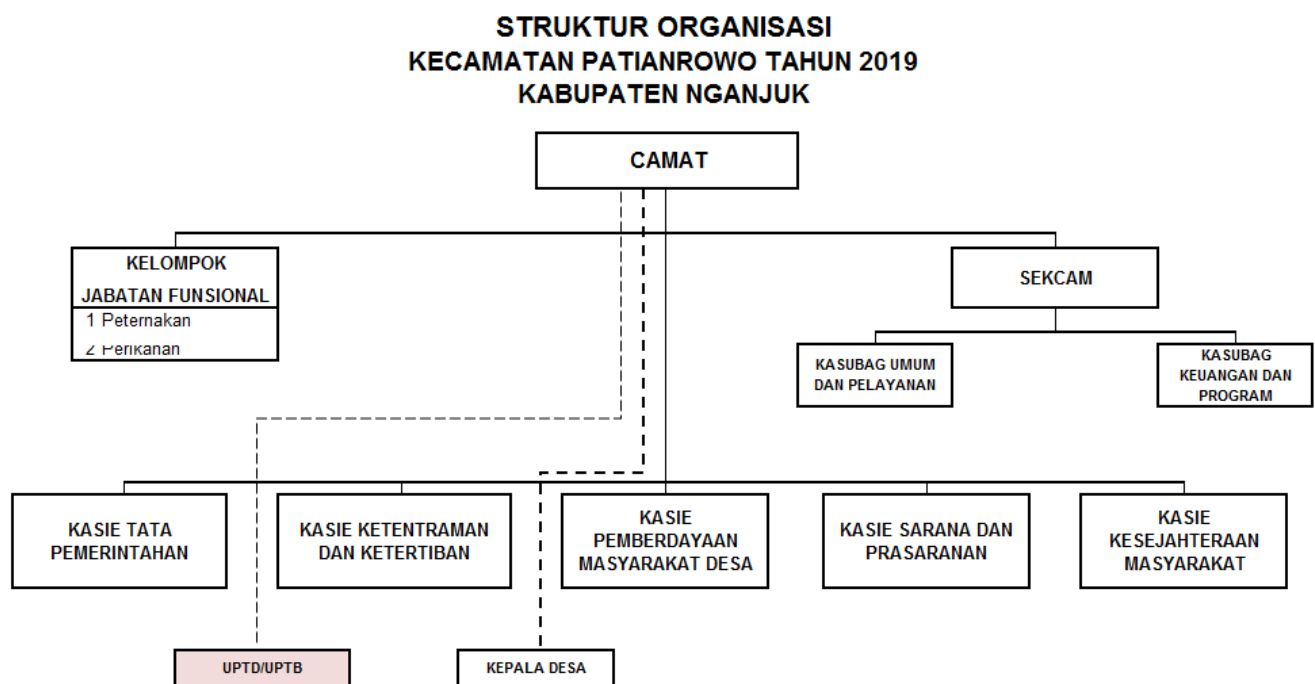 STRUKTUR ORGANISASI
KECAMATAN PATIANROWO TAHUN 2019
KABUPATEN NGANJUK
CAMAT
KELOMPOK
JABATAN FUNSIONAL
1 Peternakan
2 Perikanan
SEKCAM
KASUBAG UMUM
DAN PELAYANAN
KASUBAG
KEUANGAN DAN
PROGRAM
KASIE TATA
PEMERINTAHAN
KASIE KETENTRAMAN
DAN KETERTIBAN
KASIE
PEMBERDAYAAN
MASYARAKAT DESA
KASIE SARANA DAN
PRASARANAN
KASIE
KESEJAHTERAAN
MASYARAKAT
UPTD/UPTB
KEPALA DESA